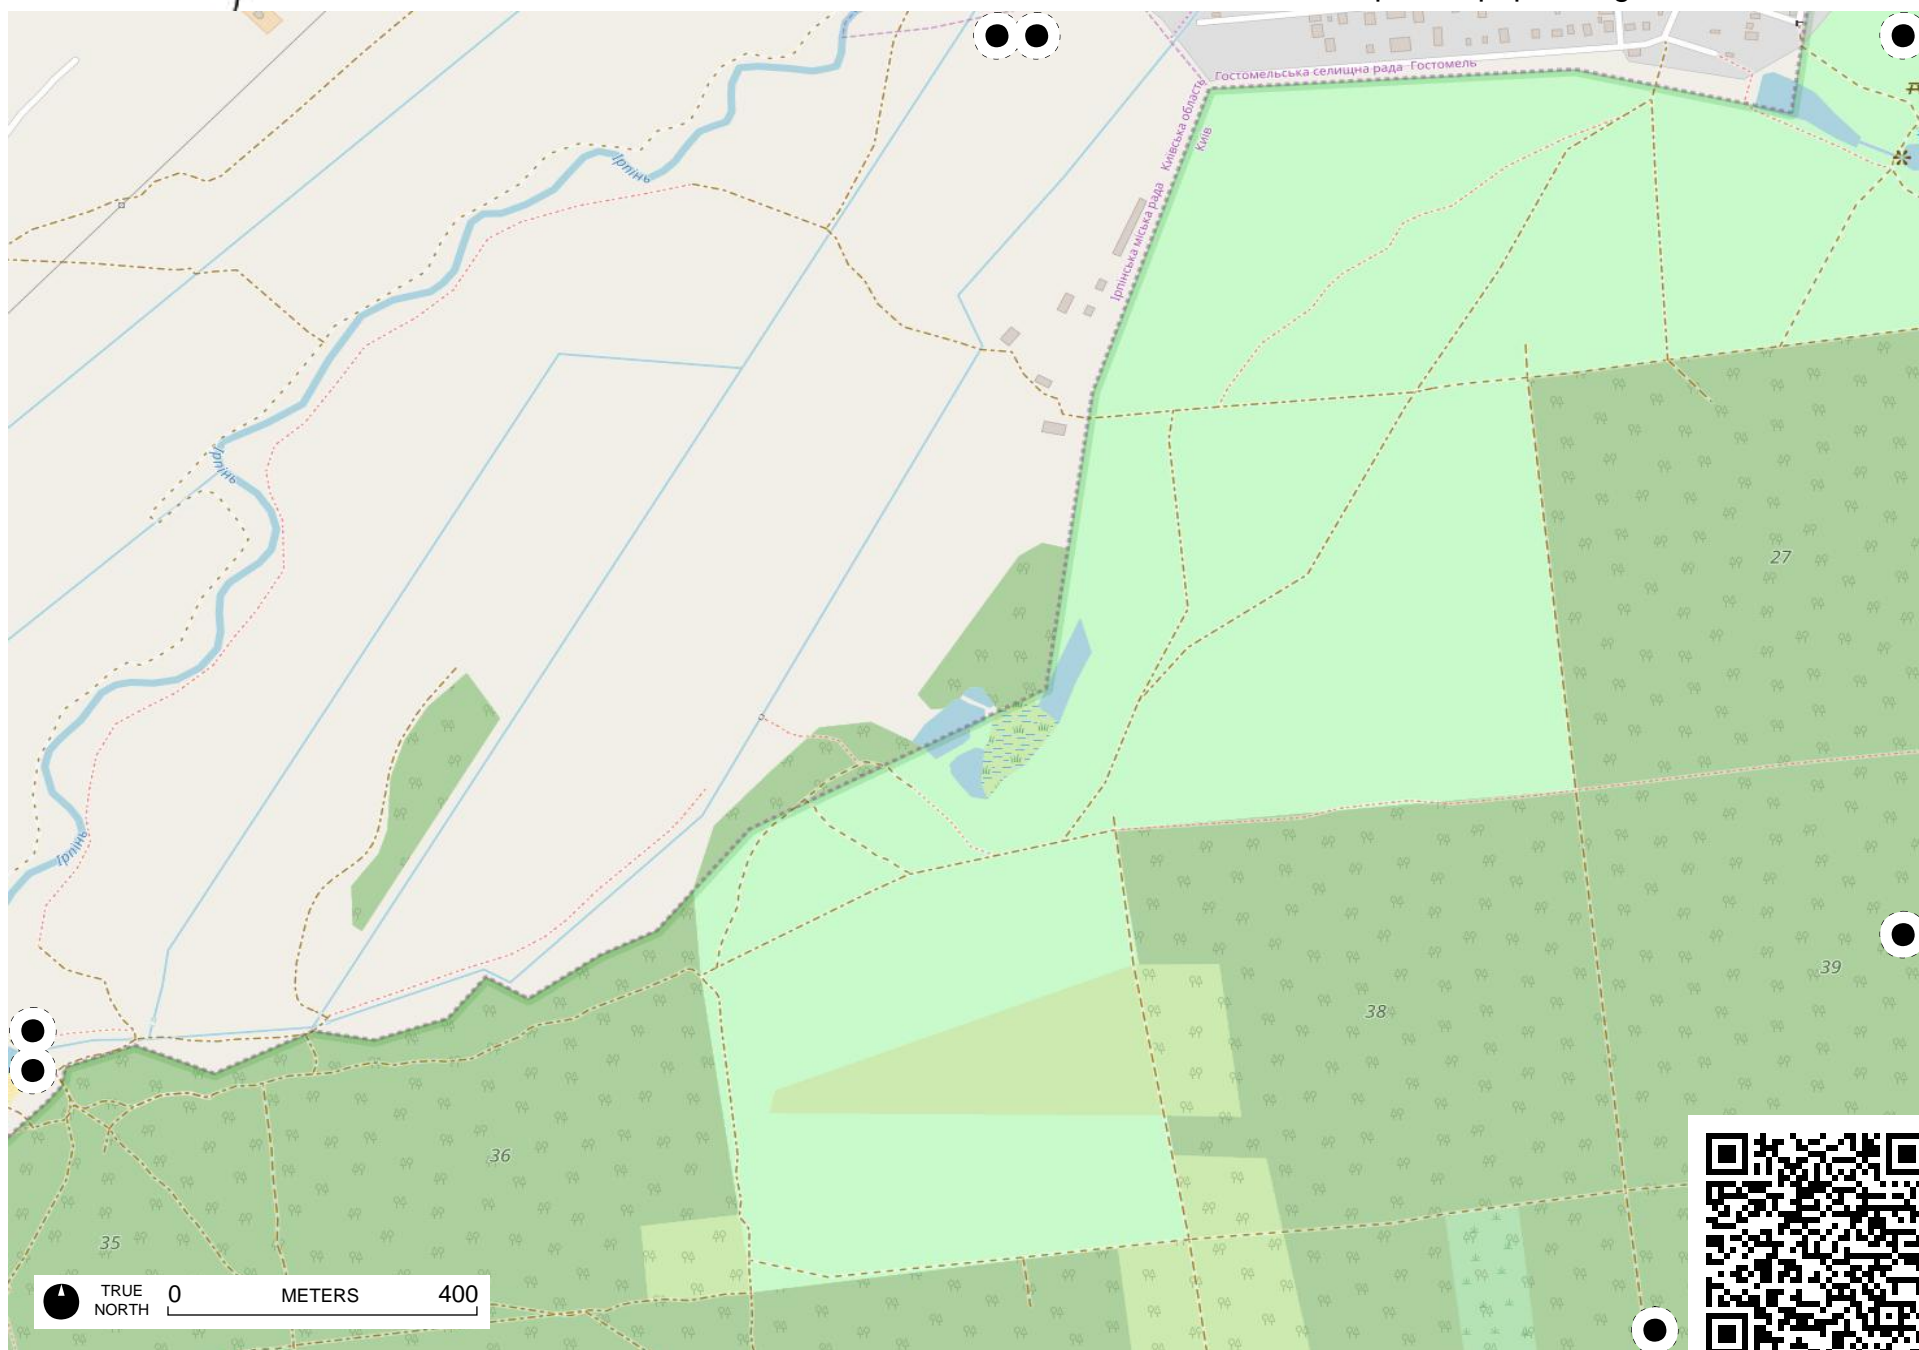 Гостомельська селищна рада Гостомель
Київська область
Київ
Ірпінська міська рада
Ірпінь
Ірпінь
Ірпінь
27
39
38
36
35
TRUE NORTH
0 METERS 400